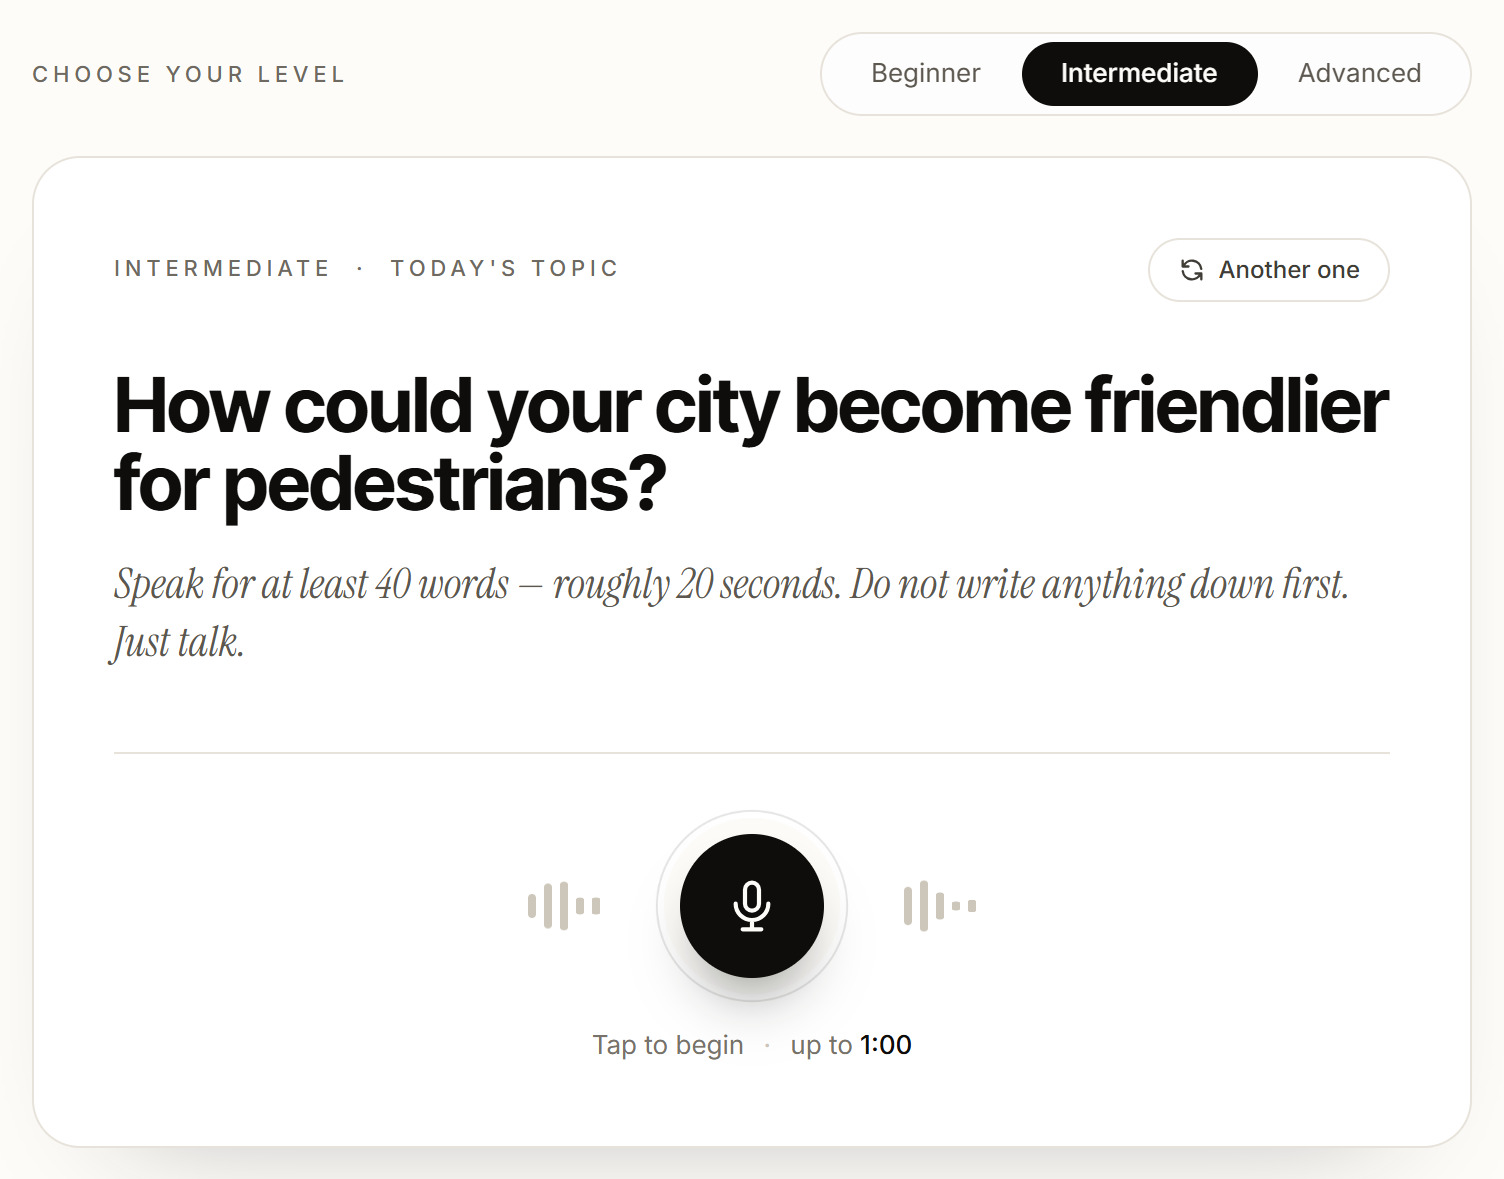 CHOOSE YOUR LEVEL
Beginner
Intermediate
Advanced
INTERMEDIATE · TODAY'S TOPIC
Another one
How could your city become friendlier
for pedestrians?
Speak for at least 40 words — roughly 20 seconds. Do not write anything down first.
Just talk.
Tap to begin · up to 1:00